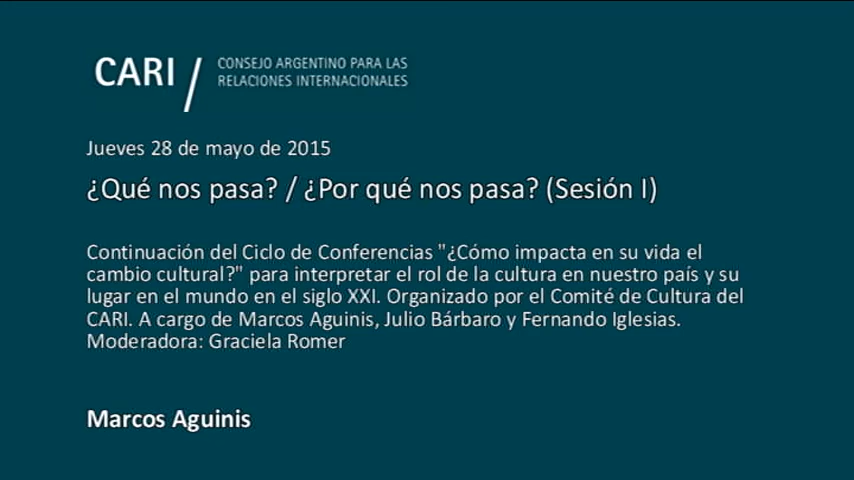 CARI / CONSEJO ARGENTINO PARA LAS
RELACIONES INTERNACIONALES
Jueves 28 de mayo de 2015
¿Qué nos pasa? / ¿Por qué nos pasa? (Sesión I)
Continuación del Ciclo de Conferencias "¿Cómo impacta en su vida el
cambio cultural?" para interpretar el rol de la cultura en nuestro país y su
lugar en el mundo en el siglo XXI. Organizado por el Comité de Cultura del
CARI. A cargo de Marcos Aguinis, Julio Bárbaro y Fernando Iglesias.
Moderadora: Graciela Romer
Marcos Aguinis